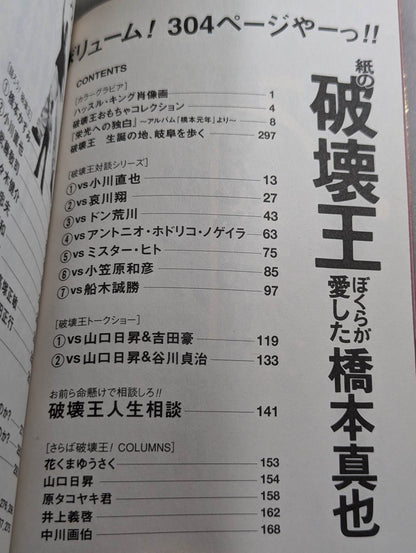 ボリューム! 304ページやーっ!!
CONTENTS
紙の破壊王
ぼくらが愛した橋本真也
[カラーグラビア]
ハッスル・キング肖像画 1
破壊王おもちゃコレクション 4
「栄光への独白」〜アルバム「橋本元年」より〜 8
破壊王 生誕の地、岐阜を歩く 297
[破壊王対談シリーズ]
①vs小川直也 13
②vs哀川翔 27
③vsドン荒川 43
④vsアントニオ・ホドリコ・ノゲイラ 63
⑤vsミスター・ヒト 75
⑥vs小笠原和彦 85
⑦vs船木誠勝 97
[破壊王トークショー]
①vs山口日昇&吉田豪 119
②vs山口日昇&谷川貞治 133
お前ら命懸けで相談しろ!!
破壊王人生相談 141
[さらば破壊王! COLUMNS]
花くまゆうさく 153
山口日昇 154
原タコヤキ君 158
井上義啓 162
中川画伯 168